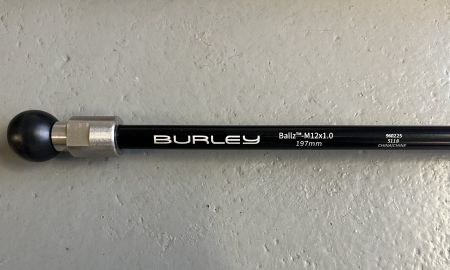 BURLEY
Ballz™-M12x1.0
197mm
960225
5118
CHINA/CHINE